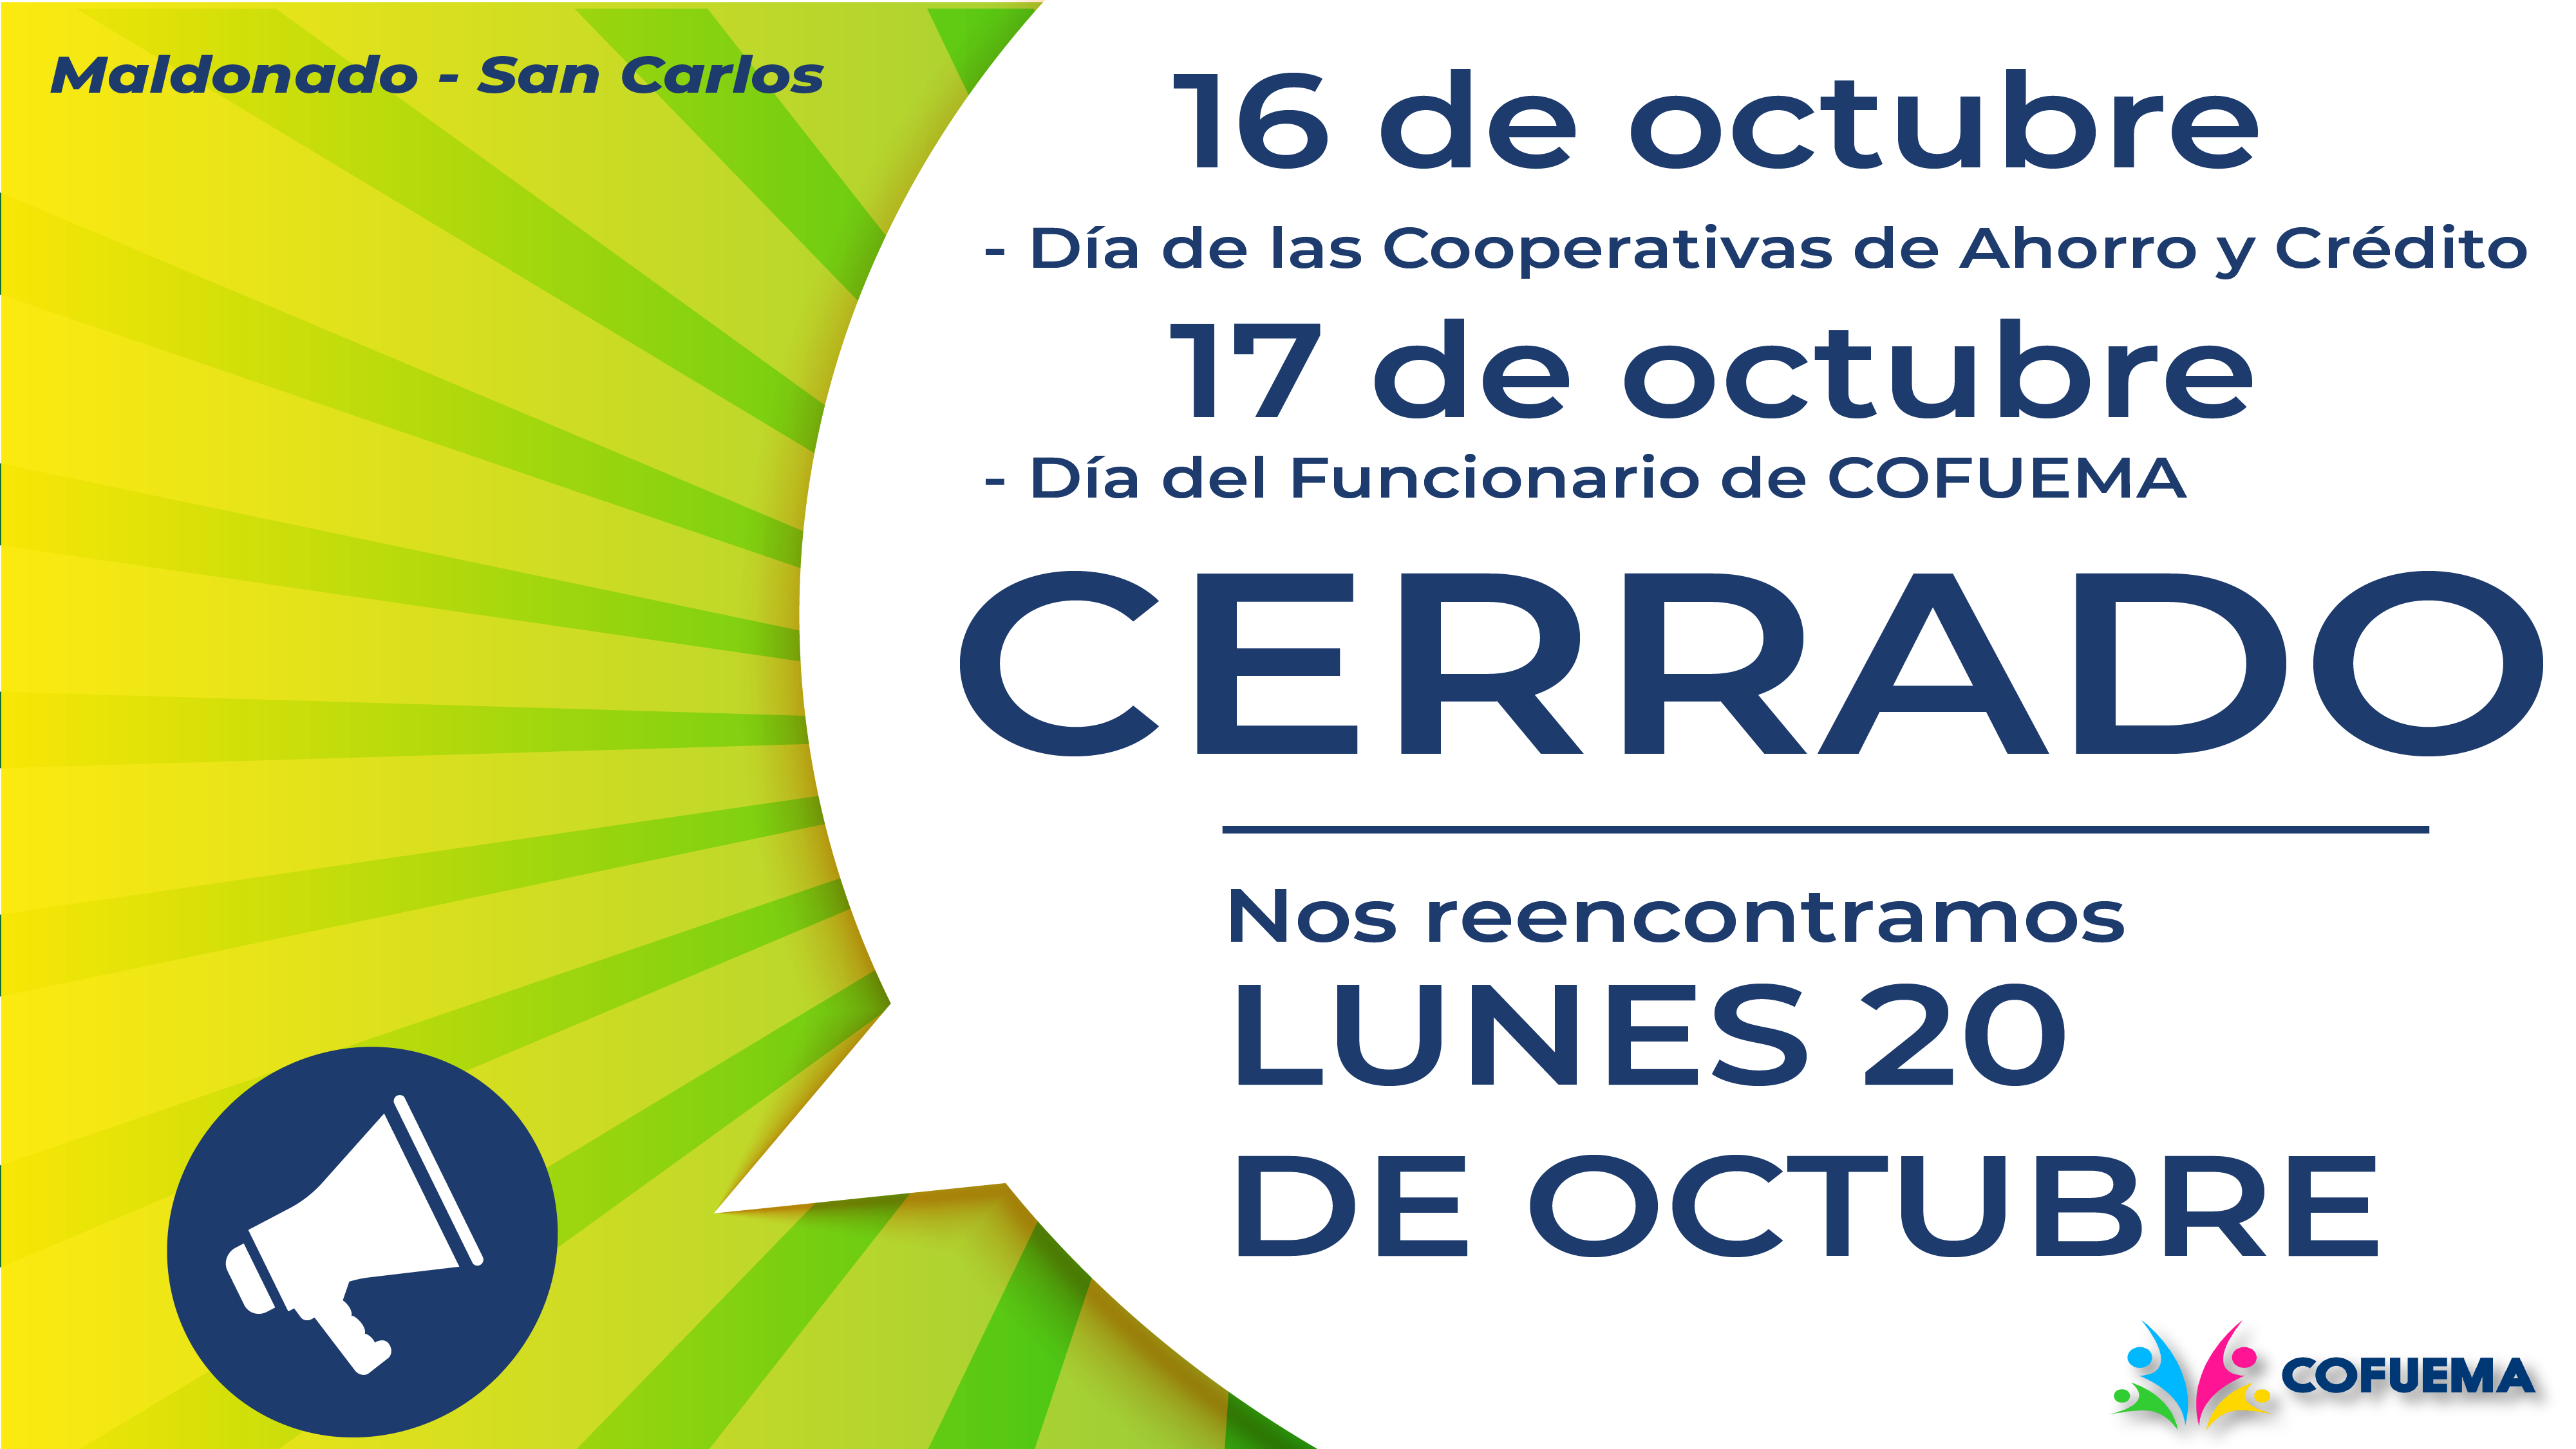 Maldonado - San Carlos
16 de octubre
- Día de las Cooperativas de Ahorro y Crédito
17 de octubre
- Día del Funcionario de COFUEMA
CERRADO
Nos reencontramos
LUNES 20
DE OCTUBRE
COFUEMA